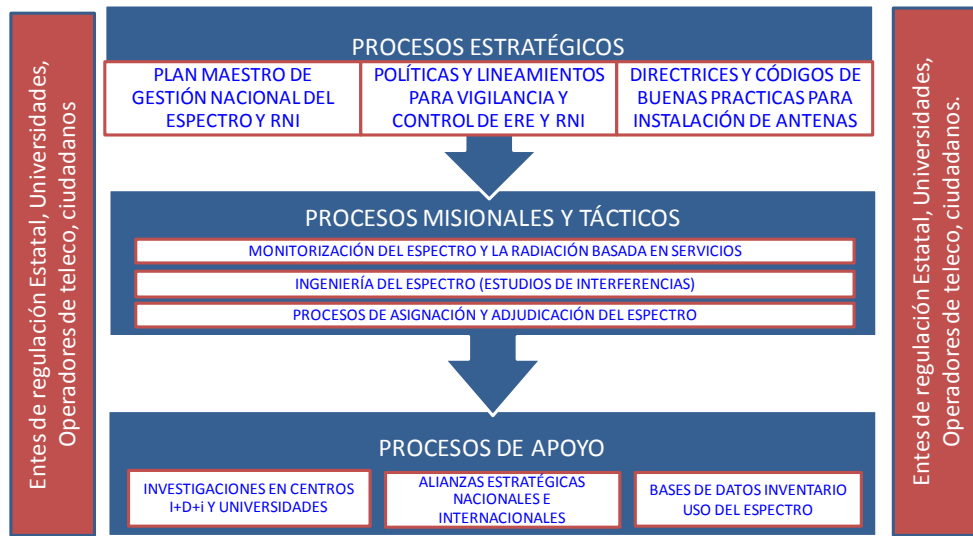 Entes de regulación Estatal, Universidades,
Operadores de teleco, ciudadanos
PROCESOS ESTRATÉGICOS
PLAN MAESTRO DE
GESTIÓN NACIONAL DEL
ESPECTRO Y RNI
POLÍTICAS Y LINEAMIENTOS
PARA VIGILANCIA Y
CONTROL DE ERE Y RNI
DIRECTRICES Y CÓDIGOS DE
BUENAS PRACTICAS PARA
INSTALACIÓN DE ANTENAS
PROCESOS MISIONALES Y TÁCTICOS
MONITORIZACIÓN DEL ESPECTRO Y LA RADIACIÓN BASADA EN SERVICIOS
INGENIERÍA DEL ESPECTRO (ESTUDIOS DE INTERFERENCIAS)
PROCESOS DE ASIGNACIÓN Y ADJUDICACIÓN DEL ESPECTRO
PROCESOS DE APOYO
INVESTIGACIONES EN CENTROS
I+D+i Y UNIVERSIDADES
ALIANZAS ESTRATÉGICAS
NACIONALES E
INTERNACIONALES
BASES DE DATOS INVENTARIO
USO DEL ESPECTRO
Entes de regulación Estatal, Universidades,
Operadores de teleco, ciudadanos.